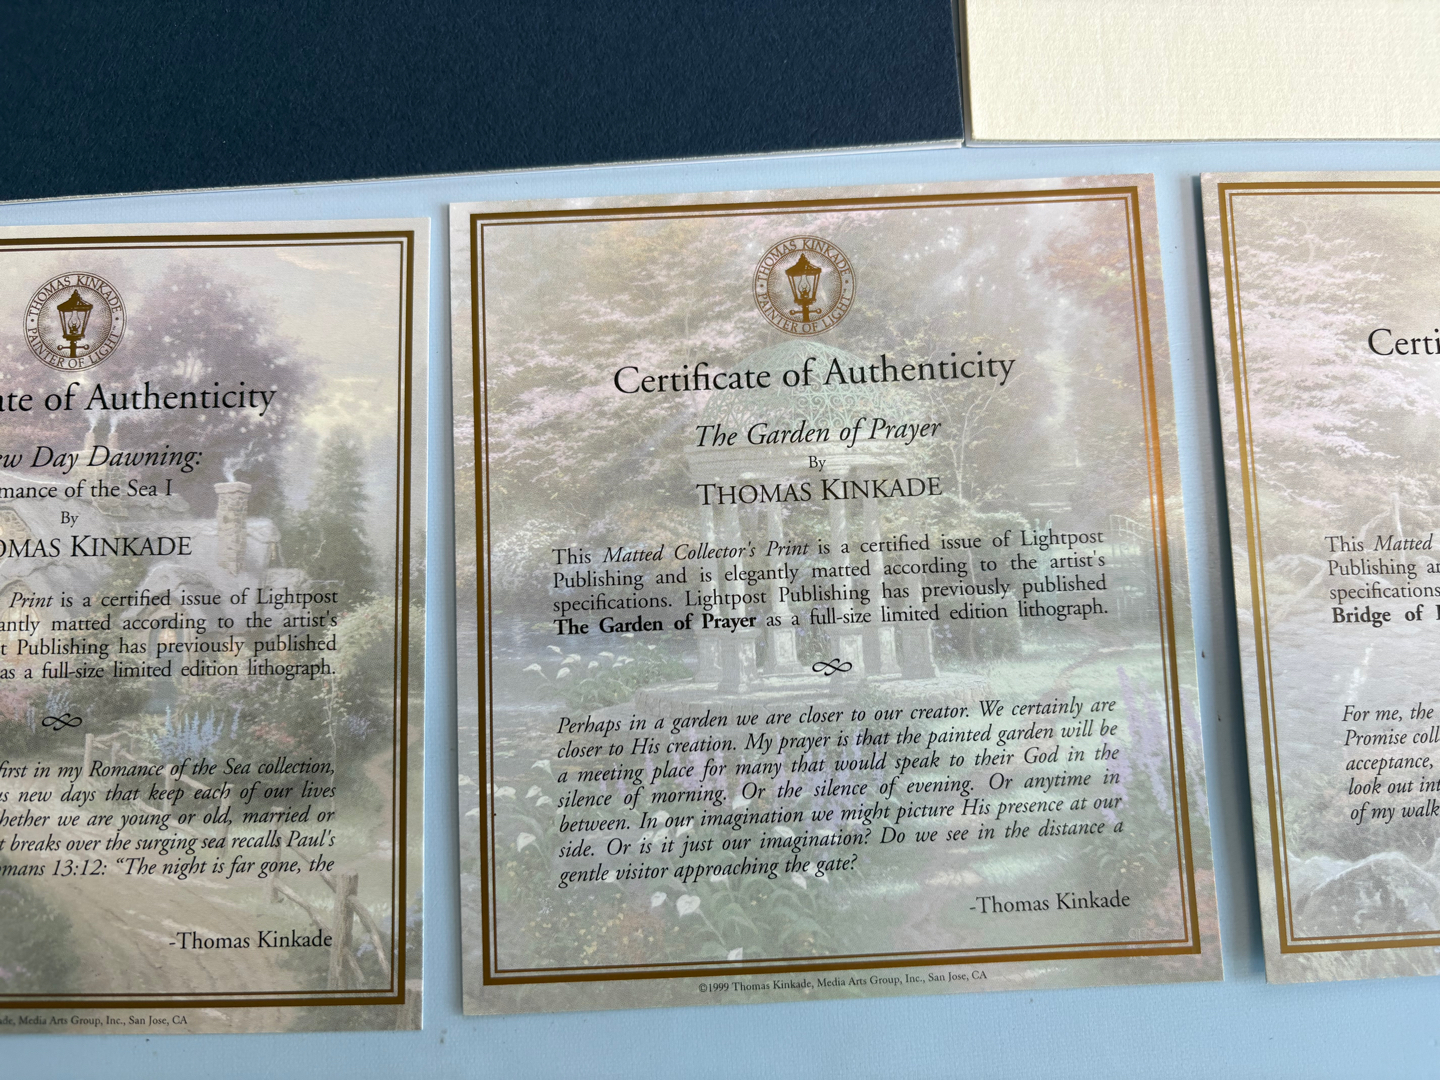 THOMAS KINKADE
PAINTER OF LIGHT
of Authenticity
Day Dawning:
of the Sea I
By
KINKADE
Print is a certified issue of Lightpost
matted according to the artist's
Publishing has previously published
as a full-size limited edition lithograph.
first in my Romance of the Sea collection,
new days that keep each of our lives
whether we are young or old, married or
breaks over the surging sea recalls Paul's
13:12: “The night is far gone, the
-Thomas Kinkade
Media Arts Group, Inc., San Jose, CA
THOMAS KINKADE
PAINTER OF LIGHT
Certificate of Authenticity
The Garden of Prayer
By
THOMAS KINKADE
This Matted Collector's Print is a certified issue of Lightpost
Publishing and is elegantly matted according to the artist's
specifications. Lightpost Publishing has previously published
The Garden of Prayer as a full-size limited edition lithograph.
Perhaps in a garden we are closer to our creator. We certainly are
closer to His creation. My prayer is that the painted garden will be
a meeting place for many that would speak to their God in the
silence of morning. Or the silence of evening. Or anytime in
between. In our imagination we might picture His presence at our
side. Or is it just our imagination? Do we see in the distance a
gentle visitor approaching the gate?
-Thomas Kinkade
©1999 Thomas Kinkade, Media Arts Group, Inc., San Jose, CA
Certi
This Matted
Publishing
specifications
Bridge of
For me, the
Promise
acceptance,
look out
of my